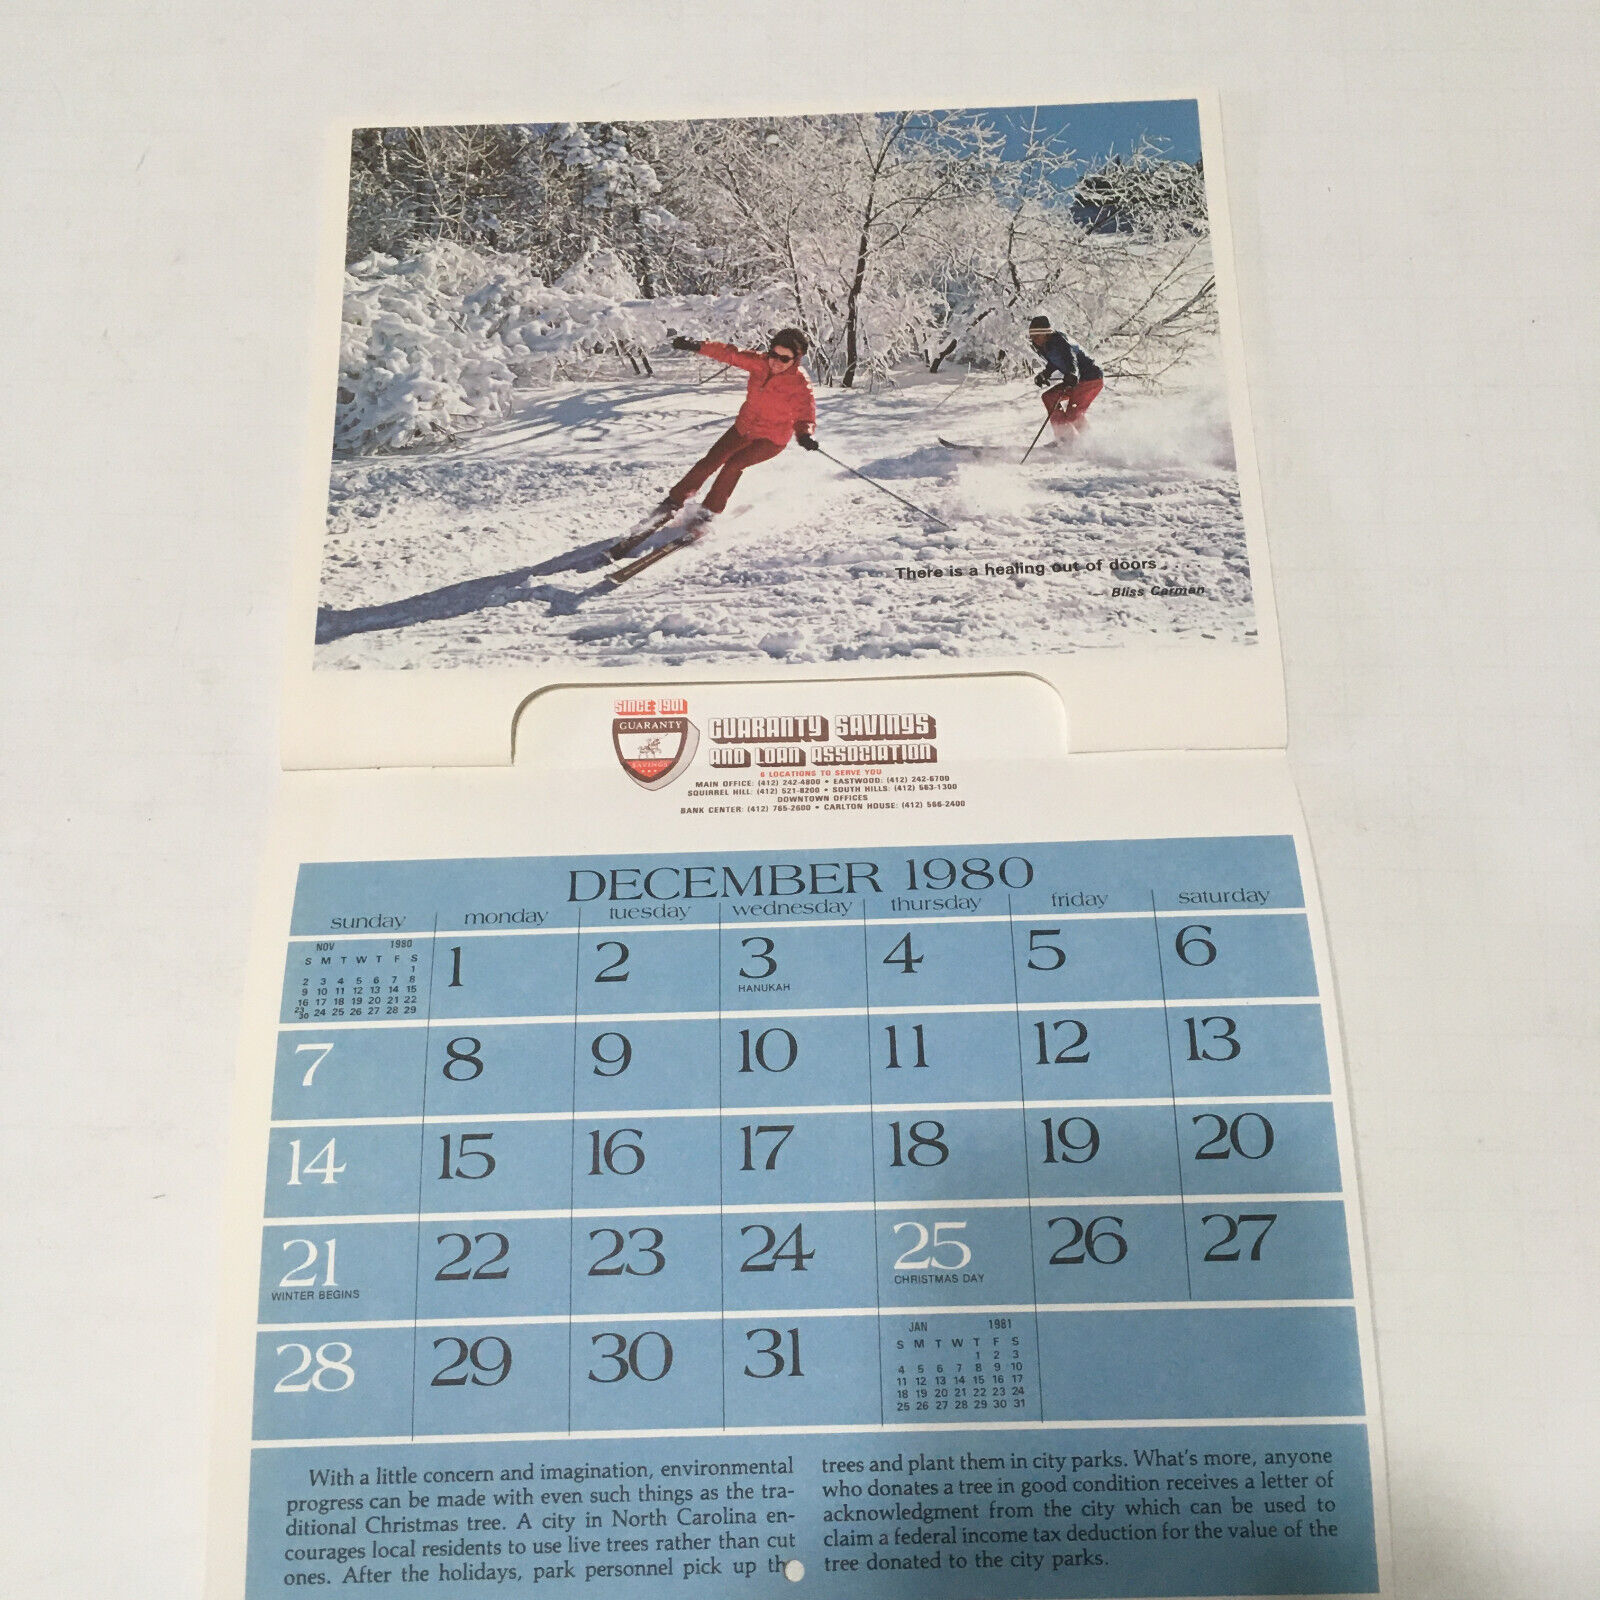 There is a healing out of doors . . . .
— Bliss Carman
SINCE 1901
GUARANTY
SAVINGS
GUARANTY SAVINGS
AND LOAN ASSOCIATION
6 LOCATIONS TO SERVE YOU
MAIN OFFICE: (412) 242-4800 • EASTWOOD: (412) 242-6700
SQUIRREL HILL: (412) 521-8200 • SOUTH HILLS: (412) 563-1300
DOWNTOWN OFFICES
BANK CENTER: (412) 765-2600 • CARLTON HOUSE: (412) 566-2400
DECEMBER 1980
sunday monday tuesday wednesday thursday friday saturday
NOV 1980
S M T W T F S
1
2 3 4 5 6 7 8
9 10 11 12 13 14 15
16 17 18 19 20 21 22
23/30 24 25 26 27 28 29
1 2 3 4 5 6
HANUKAH
7 8 9 10 11 12 13
14 15 16 17 18 19 20
21 22 23 24 25 26 27
WINTER BEGINS CHRISTMAS DAY
28 29 30 31
JAN 1981
S M T W T F S
1 2 3
4 5 6 7 8 9 10
11 12 13 14 15 16 17
18 19 20 21 22 23 24
25 26 27 28 29 30 31
With a little concern and imagination, environmental
progress can be made with even such things as the tra-
ditional Christmas tree. A city in North Carolina en-
courages local residents to use live trees rather than cut
ones. After the holidays, park personnel pick up the
trees and plant them in city parks. What's more, anyone
who donates a tree in good condition receives a letter of
acknowledgment from the city which can be used to
claim a federal income tax deduction for the value of the
tree donated to the city parks.